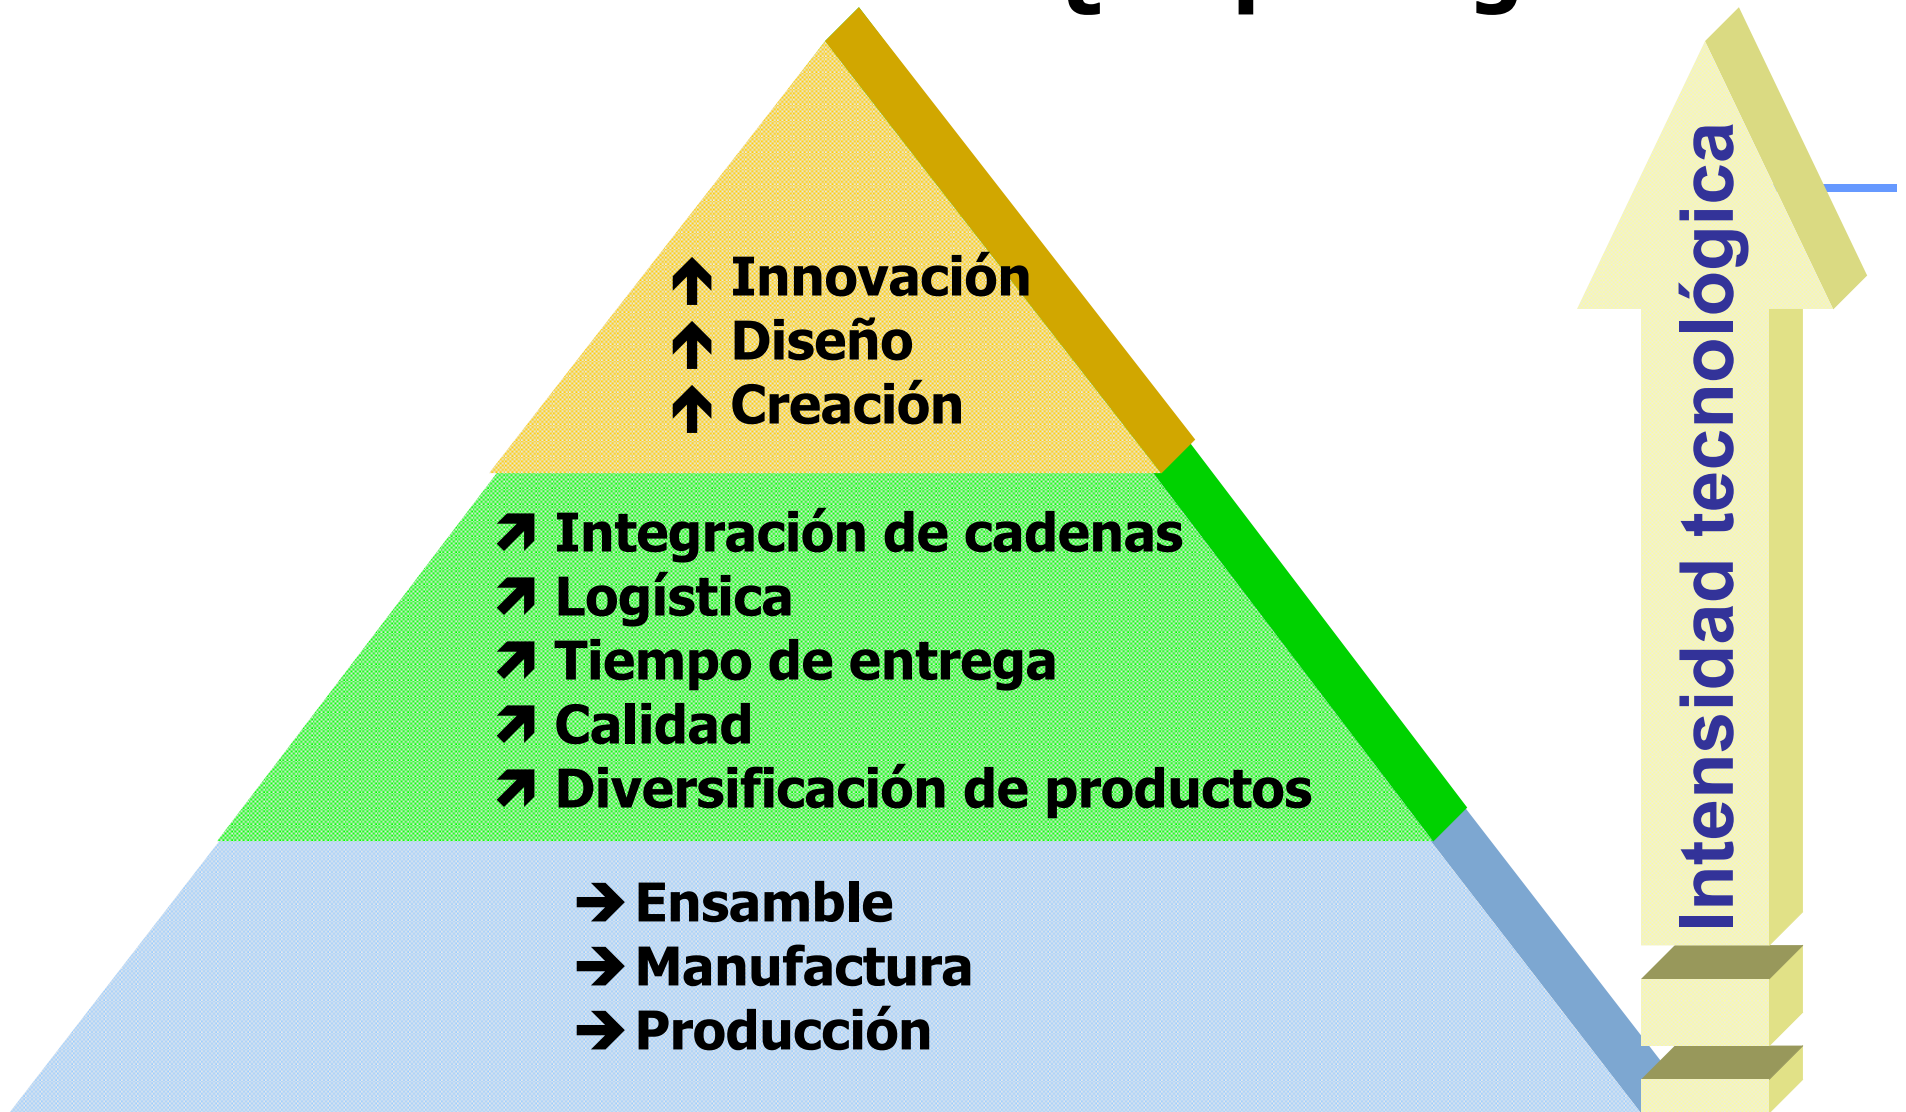 ↑ Innovación
↑ Diseño
↑ Creación
↗ Integración de cadenas
↗ Logística
↗ Tiempo de entrega
↗ Calidad
↗ Diversificación de productos
→ Ensamble
→ Manufactura
→ Producción
Intensidad tecnológica